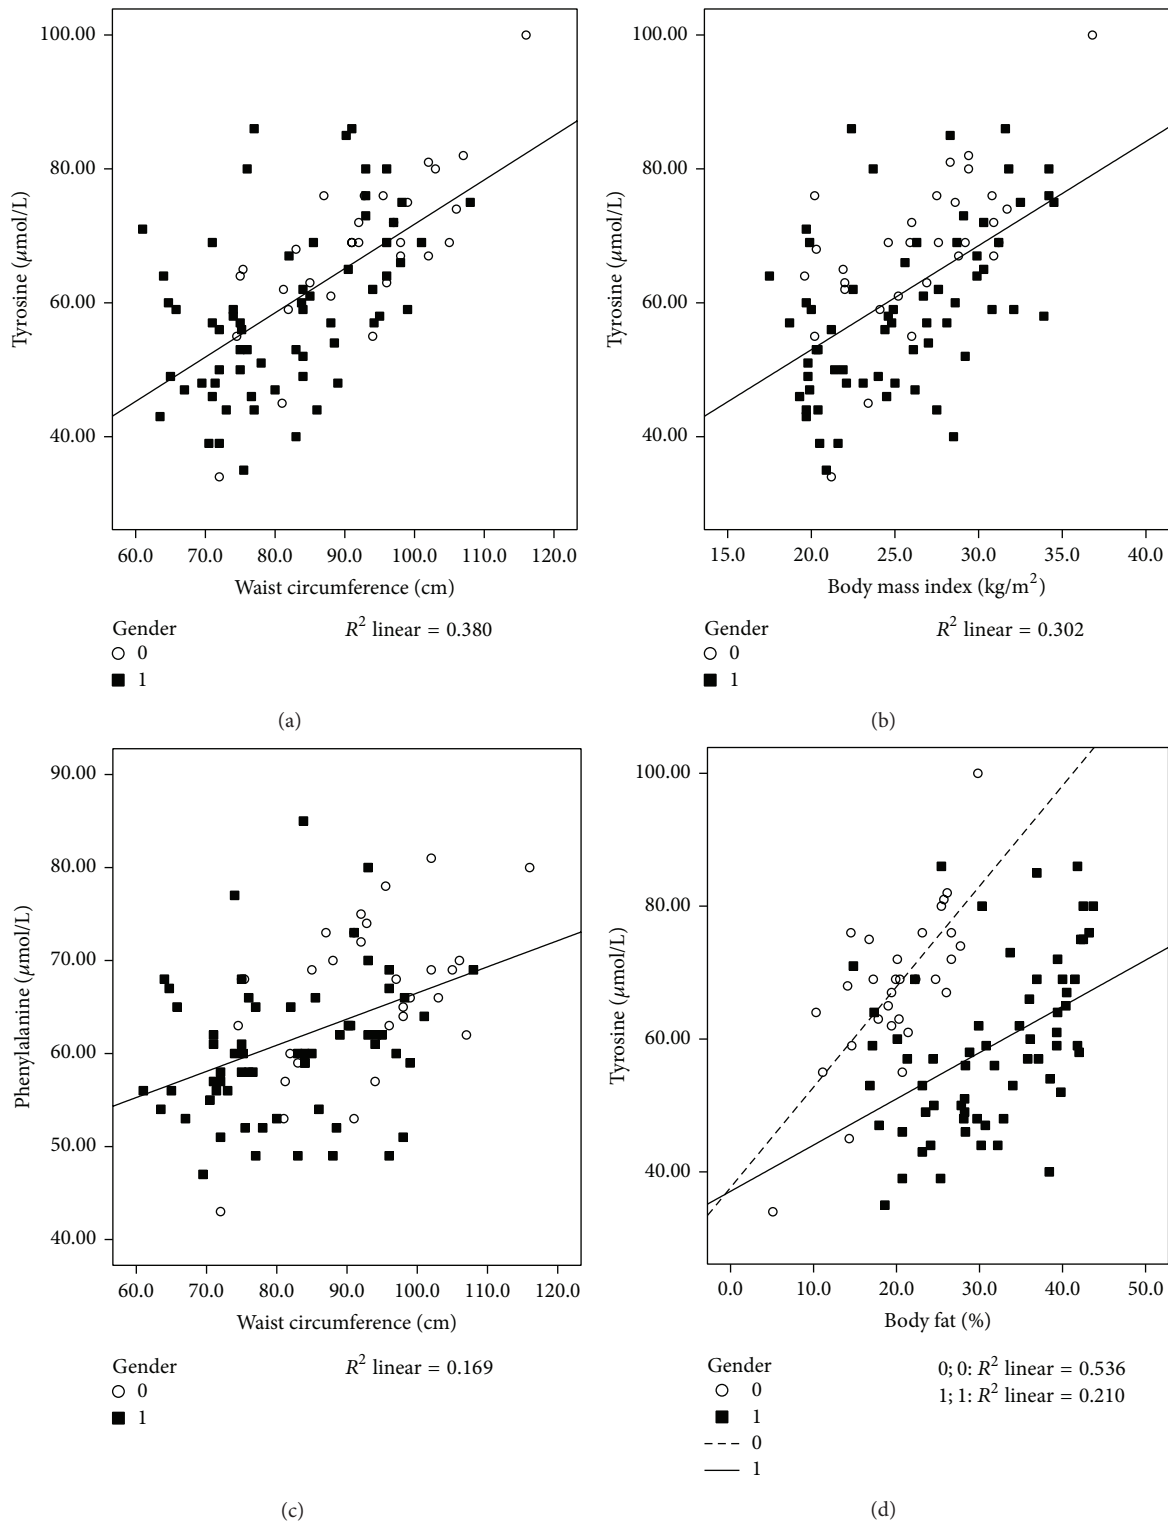 100.00
80.00
60.00
40.00
Tyrosine (μmol/L)
60.0 70.0 80.0 90.0 100.0 110.0 120.0
Waist circumference (cm)
Gender
0
1
R² linear = 0.380
(a)
100.00
80.00
60.00
40.00
Tyrosine (μmol/L)
15.0 20.0 25.0 30.0 35.0 40.0
Body mass index (kg/m²)
Gender
0
1
R² linear = 0.302
(b)
90.00
80.00
70.00
60.00
50.00
40.00
Phenylalanine (μmol/L)
60.0 70.0 80.0 90.0 100.0 110.0 120.0
Waist circumference (cm)
Gender
0
1
R² linear = 0.169
(c)
100.00
80.00
60.00
40.00
Tyrosine (μmol/L)
0.0 10.0 20.0 30.0 40.0 50.0
Body fat (%)
Gender
0
1
0
1
0; 0: R² linear = 0.536
1; 1: R² linear = 0.210
(d)